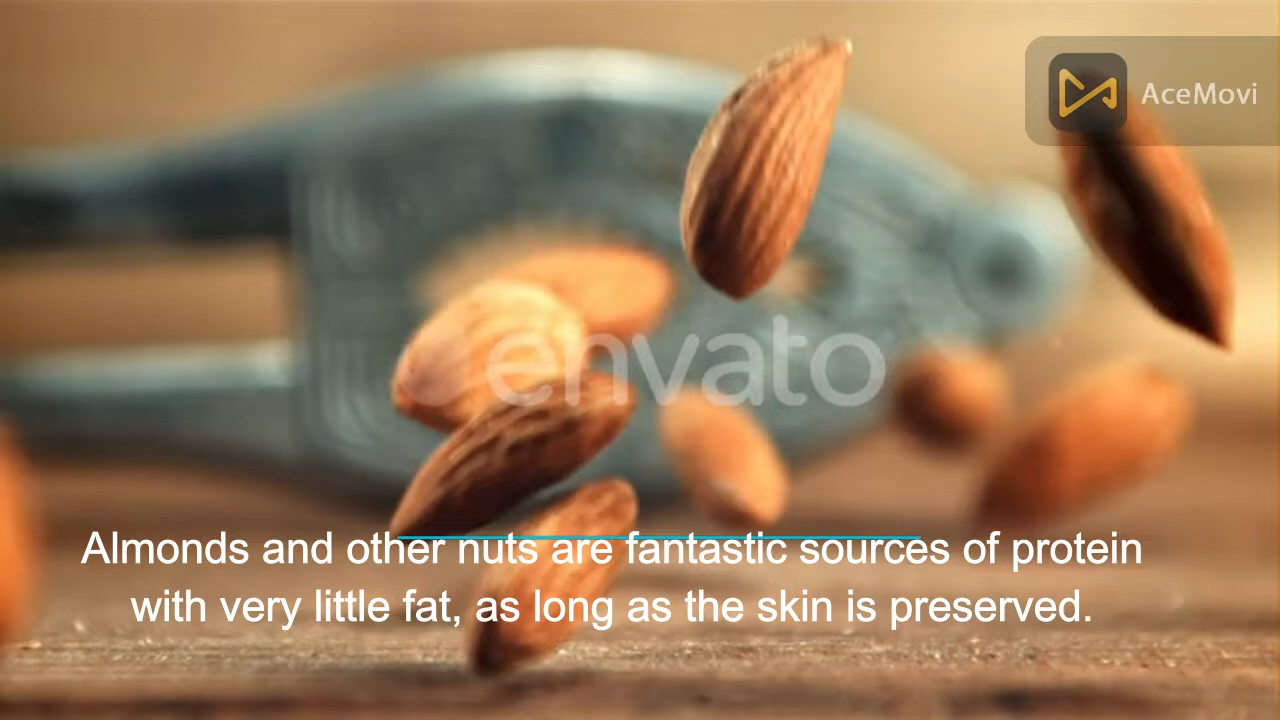 AceMovi
envato
Almonds and other nuts are fantastic sources of protein
with very little fat, as long as the skin is preserved.